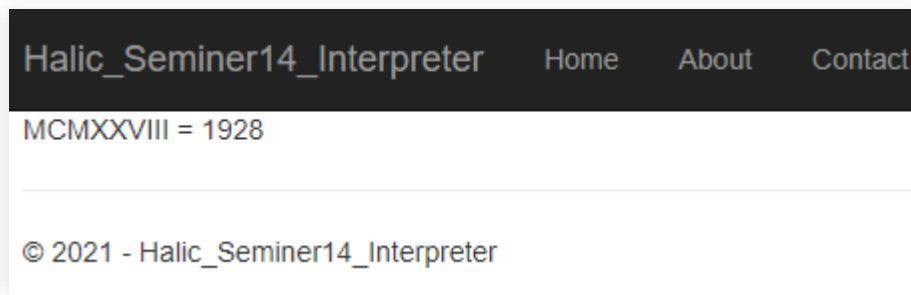 Halic_Seminer14_Interpreter Home About Contact
MCMXXVIII = 1928
© 2021 - Halic_Seminer14_Interpreter